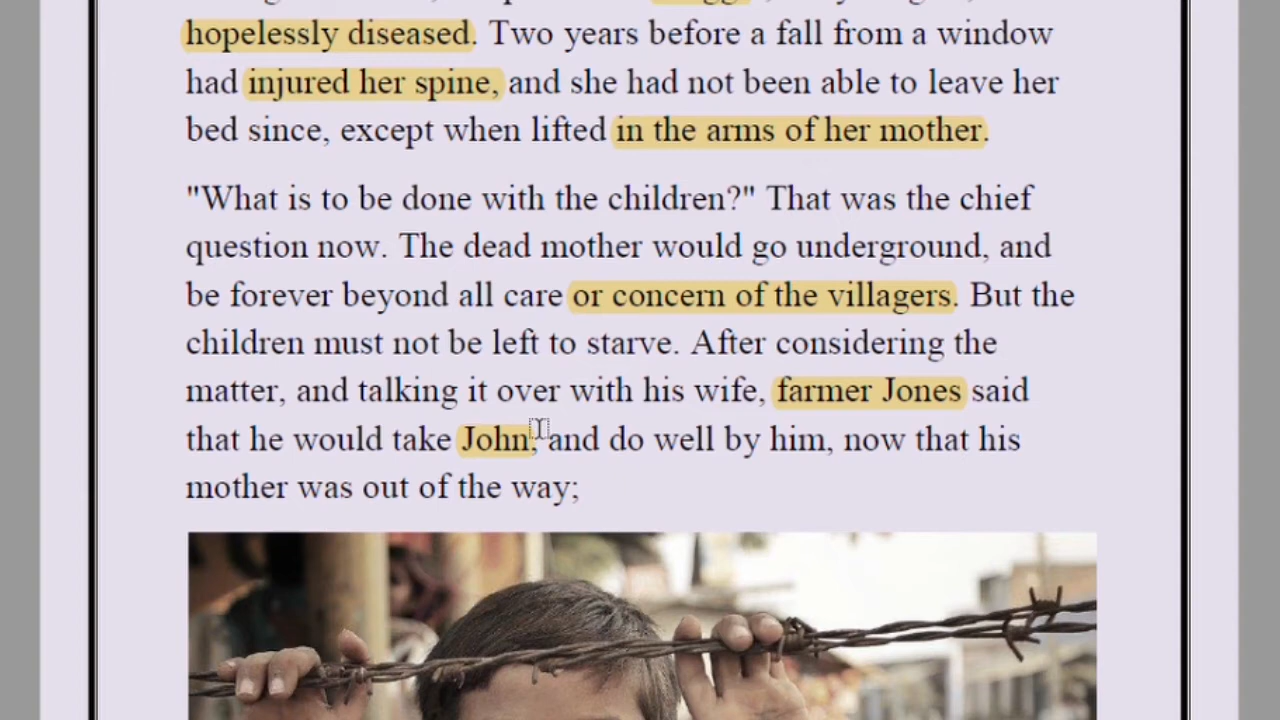 hopelessly diseased. Two years before a fall from a window
had injured her spine, and she had not been able to leave her
bed since, except when lifted in the arms of her mother.
"What is to be done with the children?" That was the chief
question now. The dead mother would go underground, and
be forever beyond all care or concern of the villagers. But the
children must not be left to starve. After considering the
matter, and talking it over with his wife, farmer Jones said
that he would take John, and do well by him, now that his
mother was out of the way;